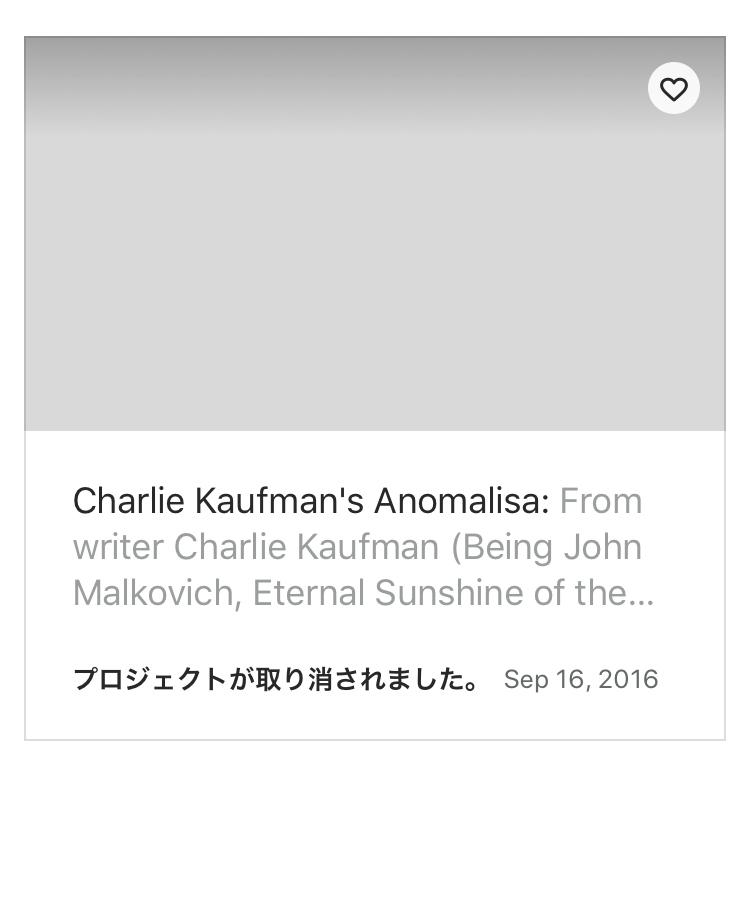 Charlie Kaufman's Anomalisa: From
writer Charlie Kaufman (Being John
Malkovich, Eternal Sunshine of the...
プロジェクトが取り消されました。 Sep 16, 2016